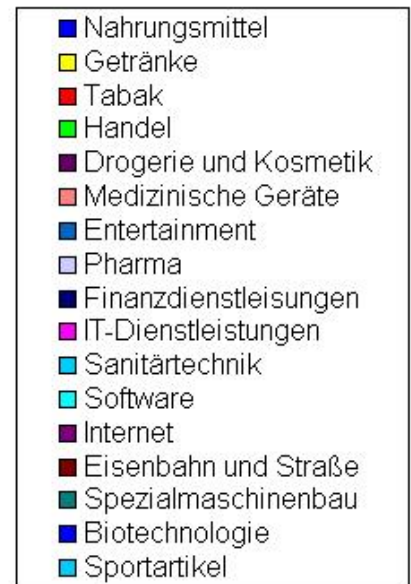 Nahrungsmittel
Getränke
Tabak
Handel
Drogerie und Kosmetik
Medizinische Geräte
Entertainment
Pharma
Finanzdienstleisungen
IT-Dienstleistungen
Sanitärtechnik
Software
Internet
Eisenbahn und Straße
Spezialmaschinenbau
Biotechnologie
Sportartikel